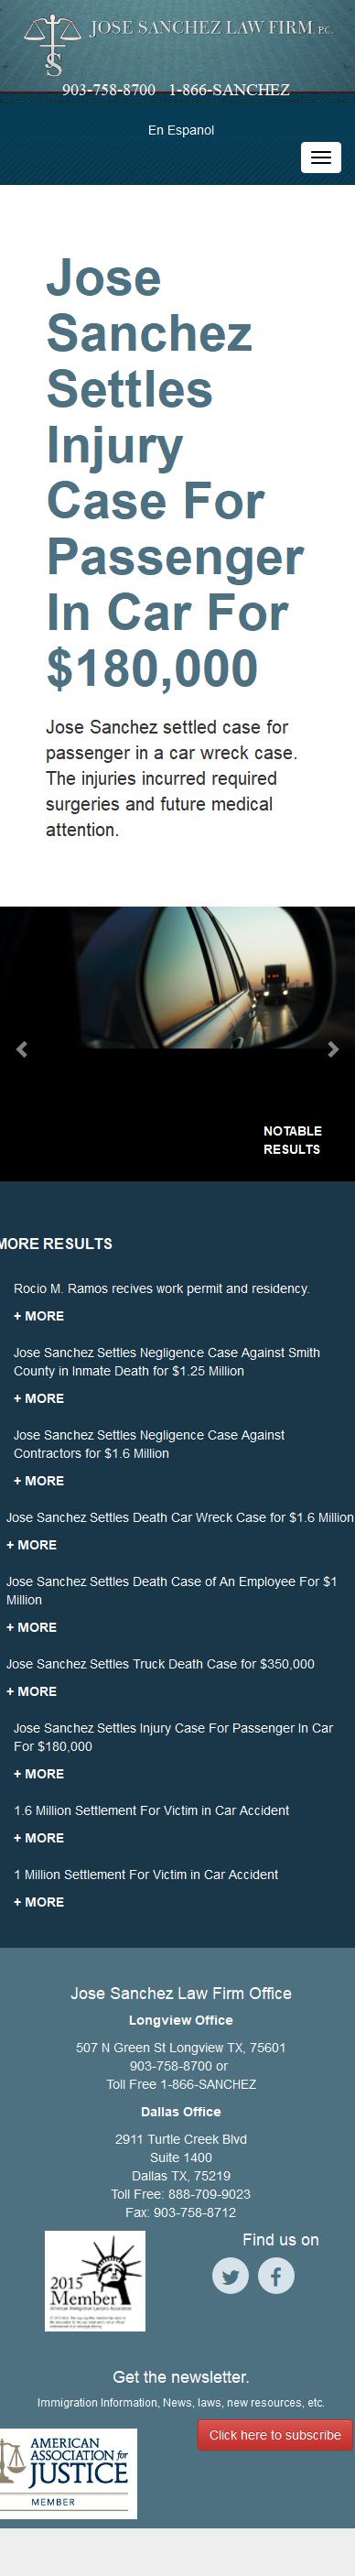 JOSE SANCHEZ LAW FIRM, P.C.
903-758-8700 1-866-SANCHEZ
En Espanol
Jose
Sanchez
Settles
Injury
Case For
Passenger
In Car For
$180,000
Jose Sanchez settled case for
passenger in a car wreck case.
The injuries incurred required
surgeries and future medical
attention.
NOTABLE
RESULTS
MORE RESULTS
Rocio M. Ramos recives work permit and residency.
+ MORE
Jose Sanchez Settles Negligence Case Against Smith
County in Inmate Death for $1.25 Million
+ MORE
Jose Sanchez Settles Negligence Case Against
Contractors for $1.6 Million
+ MORE
Jose Sanchez Settles Death Car Wreck Case for $1.6 Million
+ MORE
Jose Sanchez Settles Death Case of An Employee For $1
Million
+ MORE
Jose Sanchez Settles Truck Death Case for $350,000
+ MORE
Jose Sanchez Settles Injury Case For Passenger In Car
For $180,000
+ MORE
1.6 Million Settlement For Victim in Car Accident
+ MORE
1 Million Settlement For Victim in Car Accident
+ MORE
Jose Sanchez Law Firm Office
Longview Office
507 N Green St Longview TX, 75601
903-758-8700 or
Toll Free 1-866-SANCHEZ
Dallas Office
2911 Turtle Creek Blvd
Suite 1400
Dallas TX, 75219
Toll Free: 888-709-9023
Fax: 903-758-8712
2015
Member
American Immigration Lawyers Association
Find us on
Get the newsletter.
Immigration Information, News, laws, new resources, etc.
Click here to subscribe
AMERICAN
ASSOCIATION for
JUSTICE
MEMBER